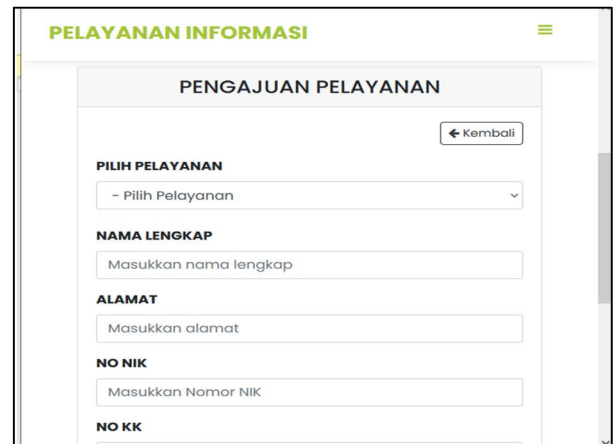 PELAYANAN INFORMASI
PENGAJUAN PELAYANAN
Kembali
PILIH PELAYANAN
- Pilih Pelayanan
NAMA LENGKAP
Masukkan nama lengkap
ALAMAT
Masukkan alamat
NO NIK
Masukkan Nomor NIK
NO KK